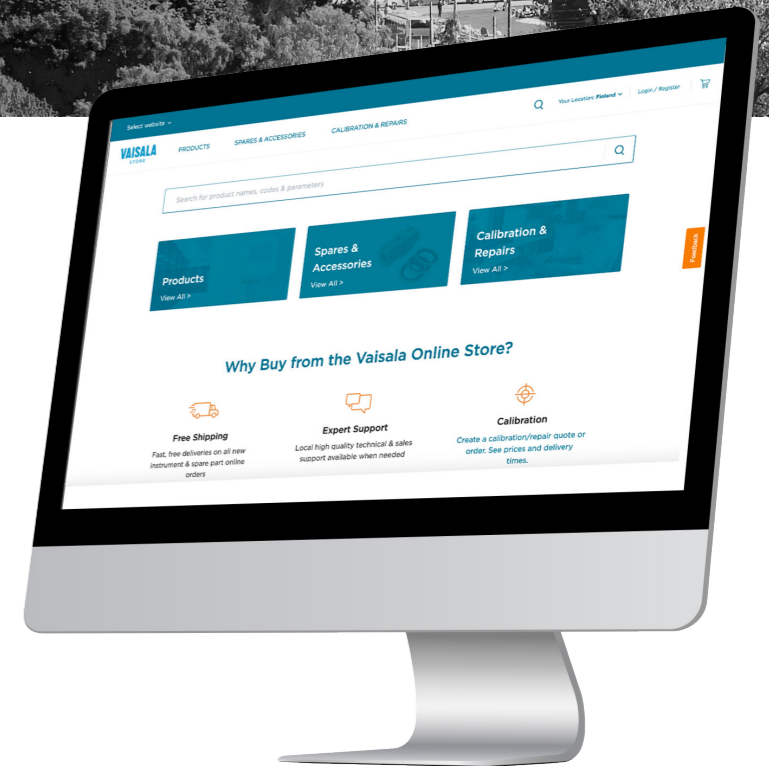 Select website
VAISALA
STORE
PRODUCTS
SPARES & ACCESSORIES
CALIBRATION & REPAIRS
Your Location: Finland
Login / Register
Search for product names, codes & parameters
Products
View All >
Spares &
Accessories
View All >
Calibration &
Repairs
View All >
Feedback
Why Buy from the Vaisala Online Store?
Free Shipping
Fast, free deliveries on all new
instrument & spare part online
orders
Expert Support
Local high quality technical & sales
support available when needed
Calibration
Create a calibration/repair quote or
order. See prices and delivery
times.